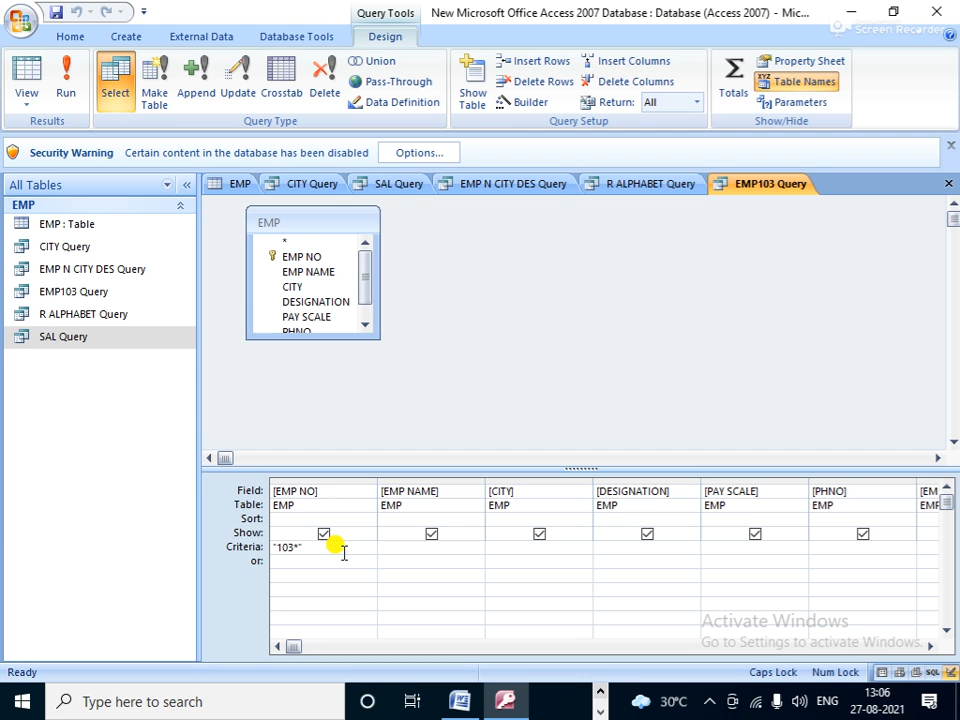 Query Tools
New Microsoft Office Access 2007 Database : Database (Access 2007) - Mic...
Screen Recorder
Home
Create
External Data
Database Tools
Design
View
Run
Select
Make Table
Append
Update
Crosstab
Delete
Union
Pass-Through
Data Definition
Show Table
Insert Rows
Delete Rows
Builder
Insert Columns
Delete Columns
Return: All
Totals
Property Sheet
Table Names
Parameters
Results
Query Type
Query Setup
Show/Hide
Security Warning Certain content in the database has been disabled Options...
All Tables
EMP
CITY Query
SAL Query
EMP N CITY DES Query
R ALPHABET Query
EMP103 Query
EMP
EMP : Table
CITY Query
EMP N CITY DES Query
EMP103 Query
R ALPHABET Query
SAL Query
EMP
*
EMP NO
EMP NAME
CITY
DESIGNATION
PAY SCALE
PHNO
Field: [EMP NO] [EMP NAME] [CITY] [DESIGNATION] [PAY SCALE] [PHNO] [EM
Table: EMP EMP EMP EMP EMP EMP EMP
Sort:
Show:
Criteria: "103*"
or:
Activate Windows
Go to Settings to activate Windows.
Ready
Caps Lock
Num Lock
SQL
Type here to search
30°C
ENG
13:06
27-08-2021